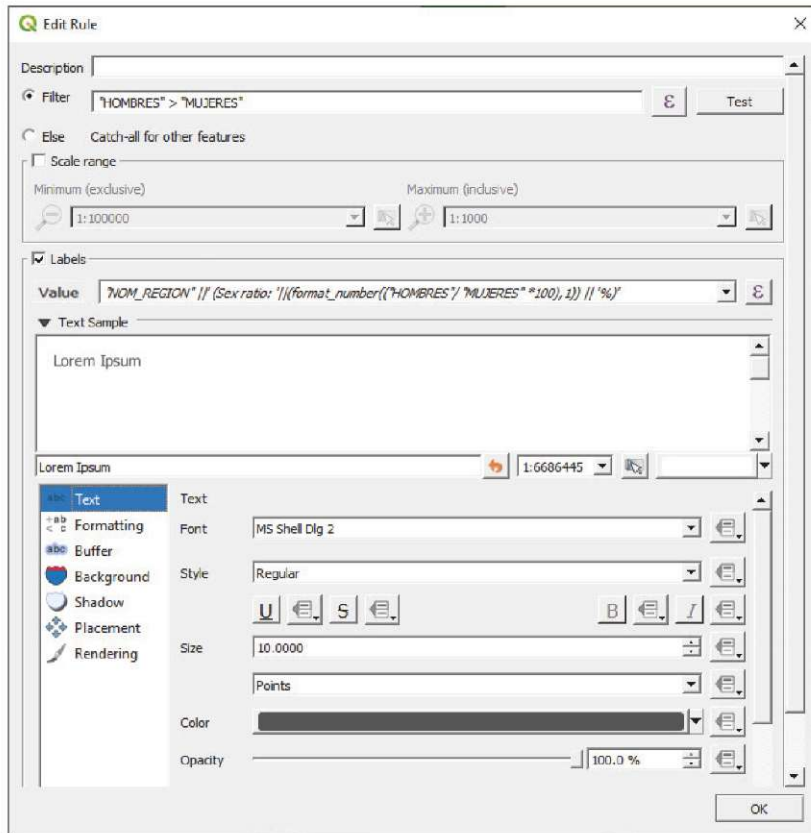 Edit Rule
Description
Filter "HOMBRES" > "MUJERES" ε Test
Else Catch-all for other features
Scale range
Minimum (exclusive) Maximum (inclusive)
1:100000 1:1000
Labels
Value "NOM_REGION" ||' (Sex ratio: '||(format_number(("HOMBRES"/ "MUJERES" *100), 1)) || '%)' ε
Text Sample
Lorem Ipsum
Lorem Ipsum 1:6686445
abc Text
Text
+ab < c Formatting
Font MS Shell Dlg 2
abc Buffer
Background
Style Regular
Shadow
U S B I
Placement
Rendering
Size 10.0000
Points
Color
Opacity 100.0 %
OK